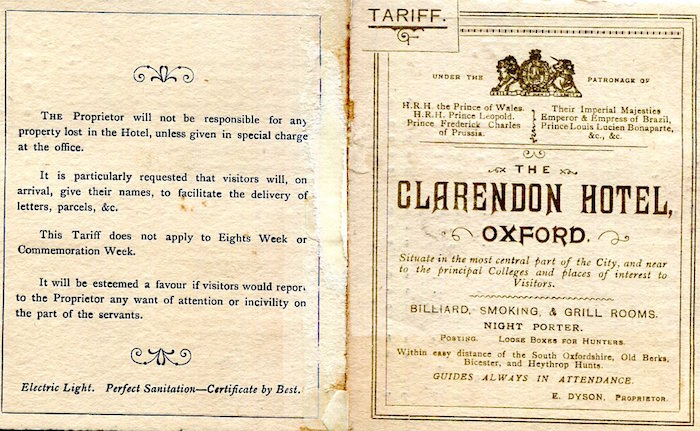 THE Proprietor will not be responsible for any
property lost in the Hotel, unless given in special charge
at the office.
It is particularly requested that visitors will, on
arrival, give their names, to facilitate the delivery of
letters, parcels, &c.
This Tariff does not apply to Eights Week or
Commemoration Week.
It will be esteemed a favour if visitors would report
to the Proprietor any want of attention or incivility on
the part of the servants.
Electric Light. Perfect Sanitation—Certificate by Best.
TARIFF.
UNDER THE PATRONAGE OF
H.R.H. the Prince of Wales.
H.R.H. Prince Leopold.
Prince Frederick Charles
of Prussia.
Their Imperial Majesties
Emperor & Empress of Brazil,
Prince Louis Lucien Bonaparte,
&c., &c.
THE
CLARENDON HOTEL,
OXFORD.
Situate in the most central part of the City, and near
to the principal Colleges and places of interest to
Visitors.
BILLIARD, SMOKING, & GRILL ROOMS.
NIGHT PORTER.
POSTING. LOOSE BOXES FOR HUNTERS.
Within easy distance of the South Oxfordshire, Old Berks,
Bicester, and Heythrop Hunts.
GUIDES ALWAYS IN ATTENDANCE.
E. DYSON, PROPRIETOR.